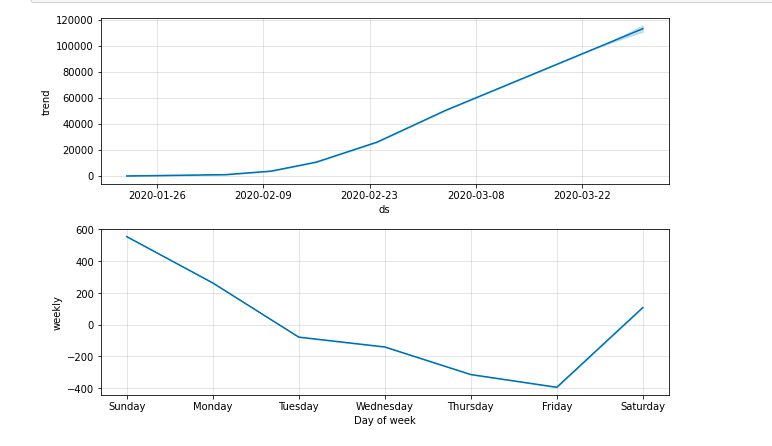 120000
100000
80000
60000
40000
20000
0
trend
2020-01-26 2020-02-09 2020-02-23 2020-03-08 2020-03-22
ds
600
400
200
0
−200
−400
weekly
Sunday Monday Tuesday Wednesday Thursday Friday Saturday
Day of week